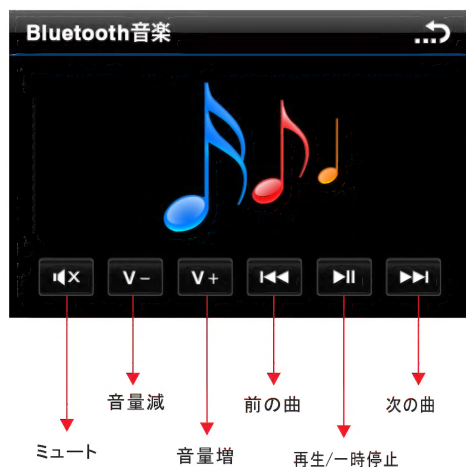 Bluetooth音楽
V− V+
音量減 前の曲 次の曲
ミュート 音量増 再生/一時停止